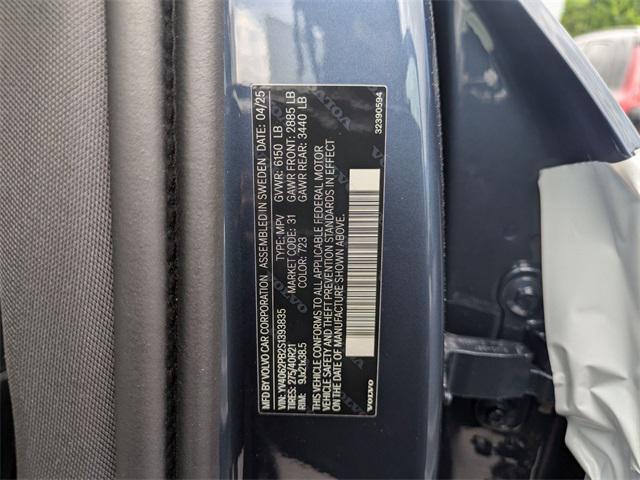 MFD BY VOLVO CAR CORPORATION ASSEMBLED IN SWEDEN DATE: 04/25
YV4062PB2S1393835 TYPE: MPV GVWR: 6150 LB
TIRES: 275/40R21 MARKET CODE: 31 GAWR FRONT: 2885 LB
RIM: 9Jx21x38.5 COLOR: 723 GAWR REAR: 3440 LB
THIS VEHICLE CONFORMS TO ALL APPLICABLE FEDERAL MOTOR
VEHICLE SAFETY AND THEFT PREVENTION STANDARDS IN EFFECT
ON THE DATE OF MANUFACTURE SHOWN ABOVE.
VOLVO
32390594